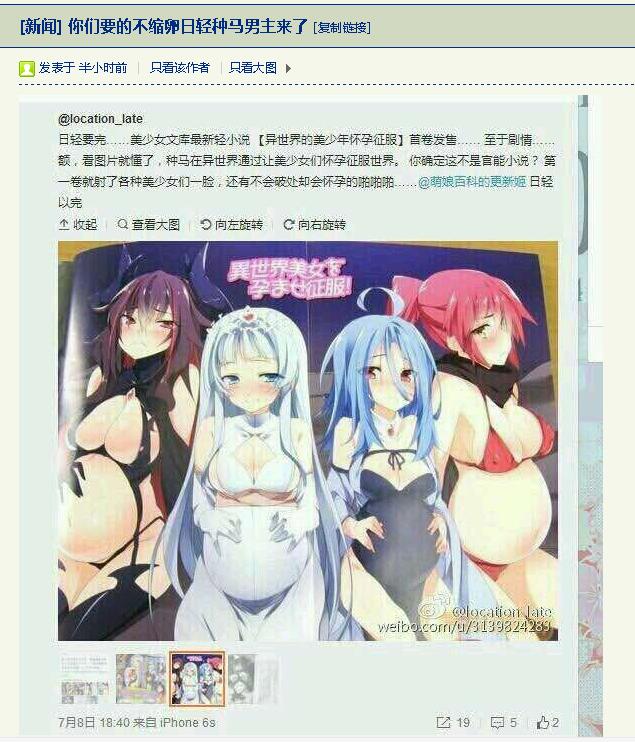 [新闻] 你们要的不缩卵日轻种马男主来了 [复制链接]
发表于 半小时前 | 只看该作者 | 只看大图
@location_late
日轻要完……美少女文库最新轻小说 【异世界的美少年怀孕征服】首卷发售…… 至于剧情……
额，看图片就懂了，种马在异世界通过让美少女们怀孕征服世界。 你确定这不是官能小说？ 第
一卷就射了各种美少女们一脸，还有不会破处却会怀孕的啪啪啪……@萌娘百科的更新姬 日轻
以完
收起 | 查看大图 向左旋转 向右旋转
異世界美女を
孕ませ征服!
@location_late
weibo.com/u/3139824289
7月8日 18:40 来自 iPhone 6s 19 5 2